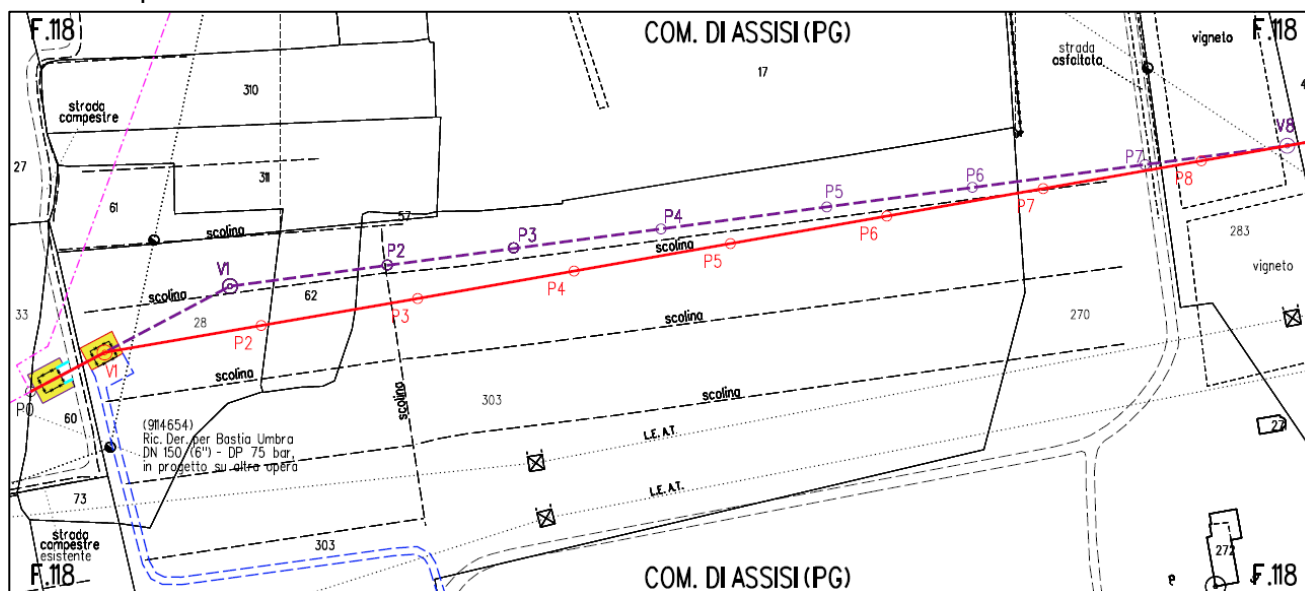 F.118
COM. DI ASSISI (PG)
F.118
strada
campestre
310
17
strada
asfaltata
vigneto
27
311
61
57
scolina
V1
P2
P3
P4
P5
P6
P7
V8
P8
P7
P6
P5
P4
P3
P2
V1
P0
scolina
scolina
28
62
33
283
vigneto
scolina
270
scolina
scolina
scolina
303
60
(9114654)
Ric. Der. per Bastia Umbra
DN 150 (6") - DP 75 bar,
in progetto su altra opera
L.E. A.T.
L.E. A.T.
73
strada
campestre
esistente
303
272
F.118
COM. DI ASSISI (PG)
F.118